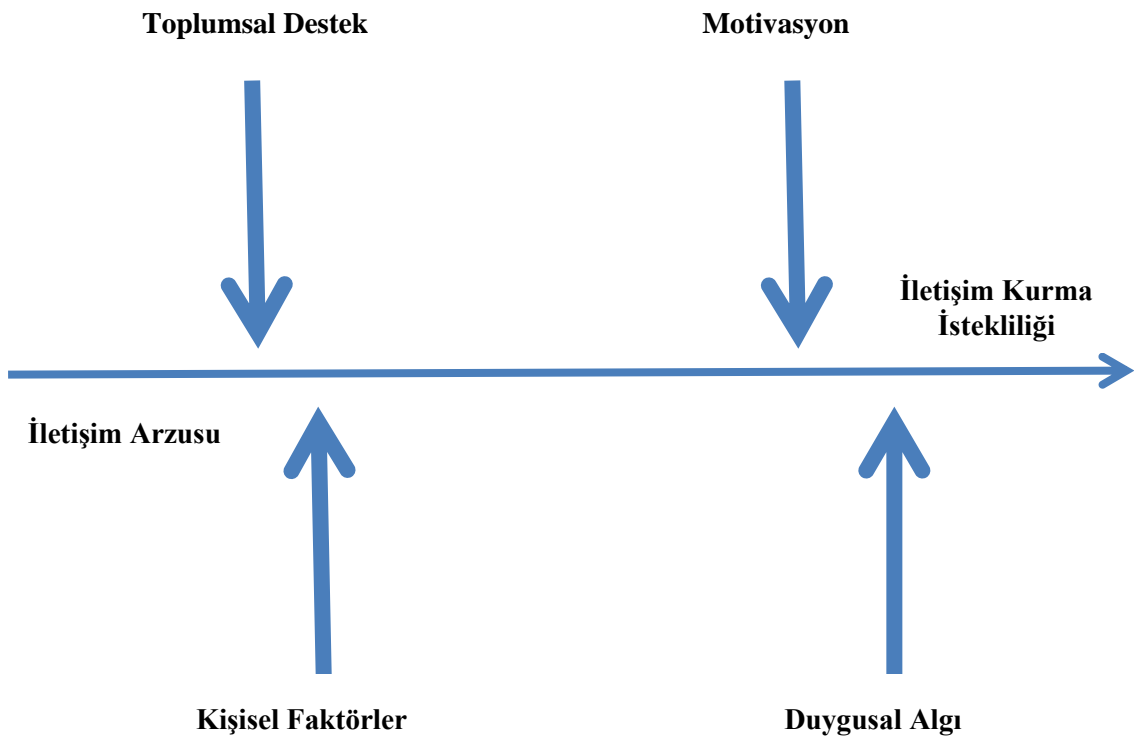 Toplumsal Destek
Motivasyon
İletişim Kurma
İstekliliği
İletişim Arzusu
Kişisel Faktörler
Duygusal Algı